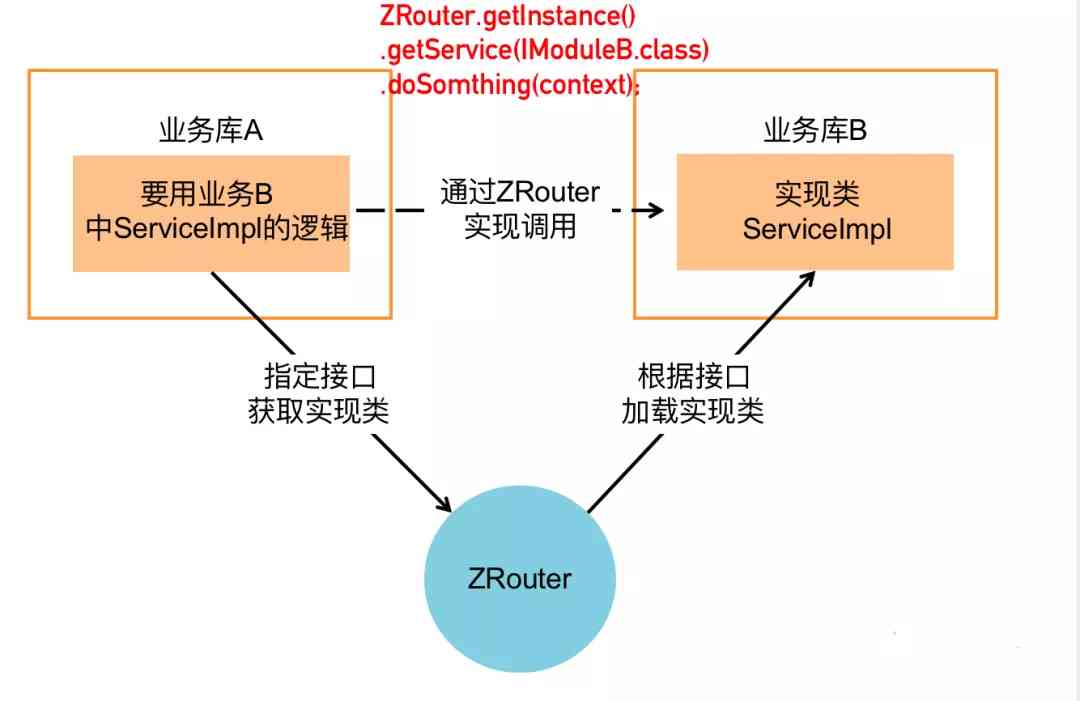 ZRouter.getInstance()
.getService(IModuleB.class)
.doSomthing(context);
业务库A
业务库B
要用业务B
中ServiceImpl的逻辑
通过ZRouter
实现调用
实现类
ServiceImpl
指定接口
获取实现类
根据接口
加载实现类
ZRouter